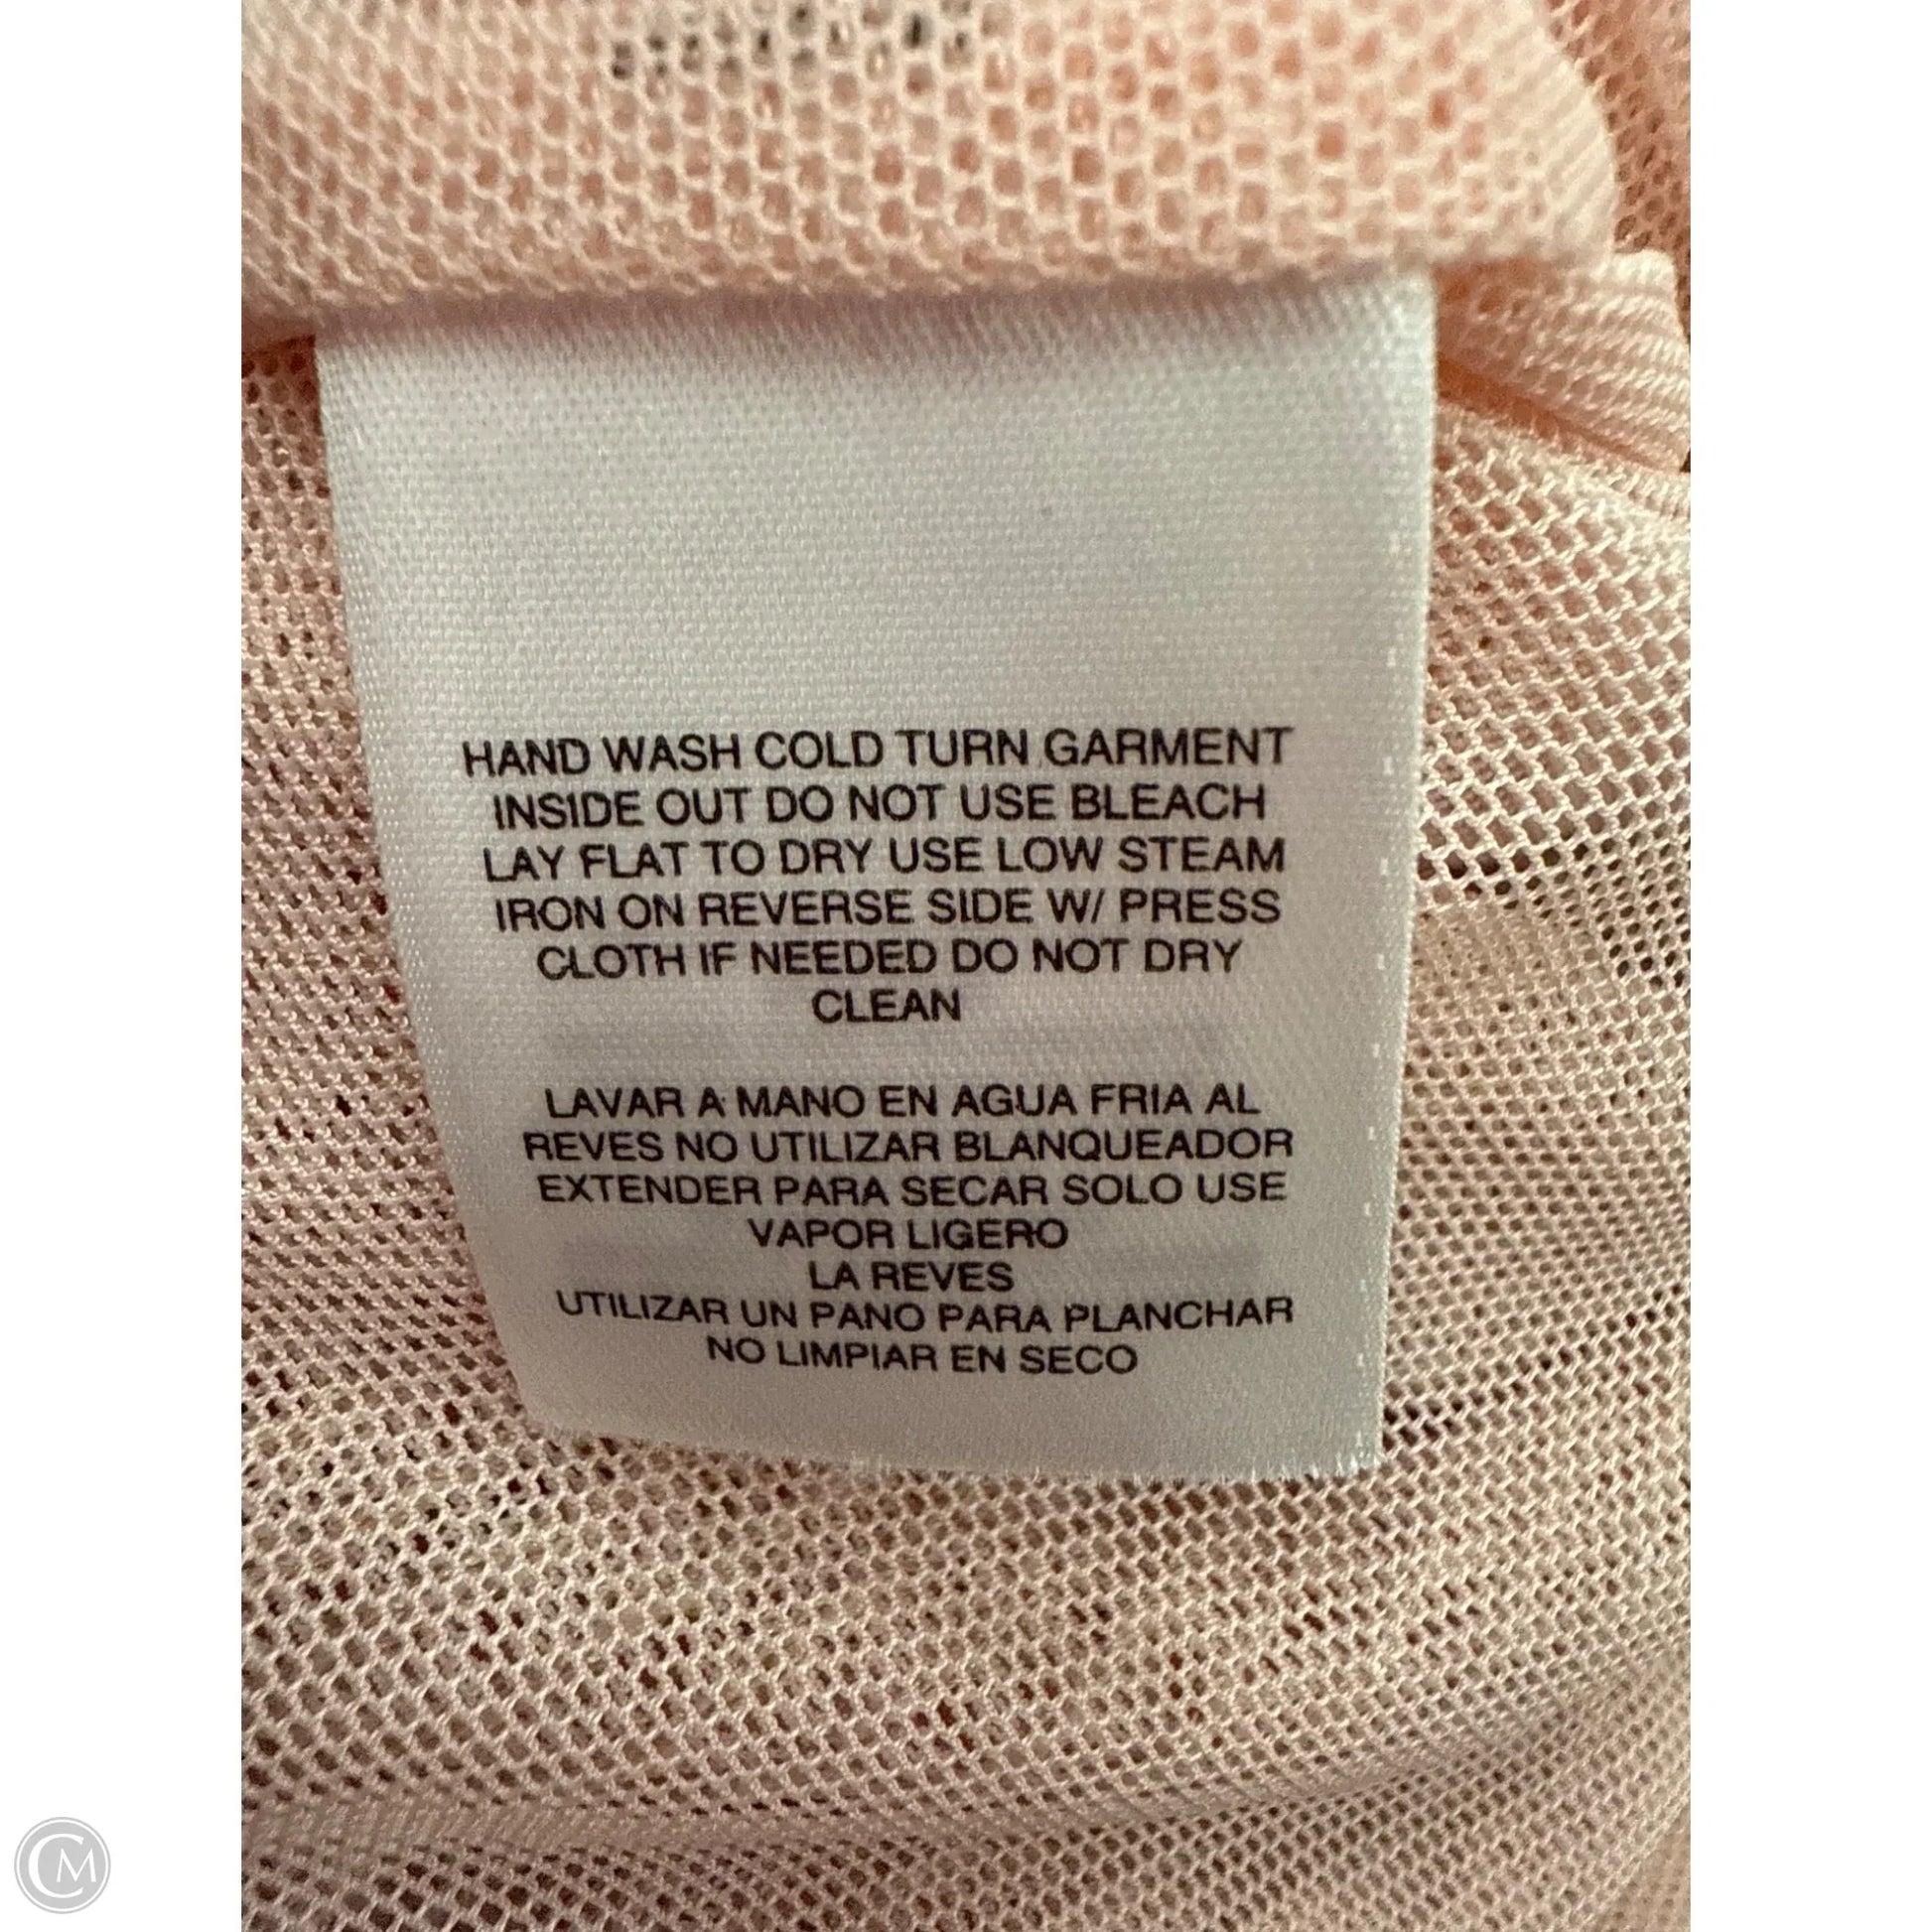 HAND WASH COLD TURN GARMENT
INSIDE OUT DO NOT USE BLEACH
LAY FLAT TO DRY USE LOW STEAM
IRON ON REVERSE SIDE W/ PRESS
CLOTH IF NEEDED DO NOT DRY
CLEAN
LAVAR A MANO EN AGUA FRIA AL
REVES NO UTILIZAR BLANQUEADOR
EXTENDER PARA SECAR SOLO USE
VAPOR LIGERO
LA REVES
UTILIZAR UN PANO PARA PLANCHAR
NO LIMPIAR EN SECO
CM